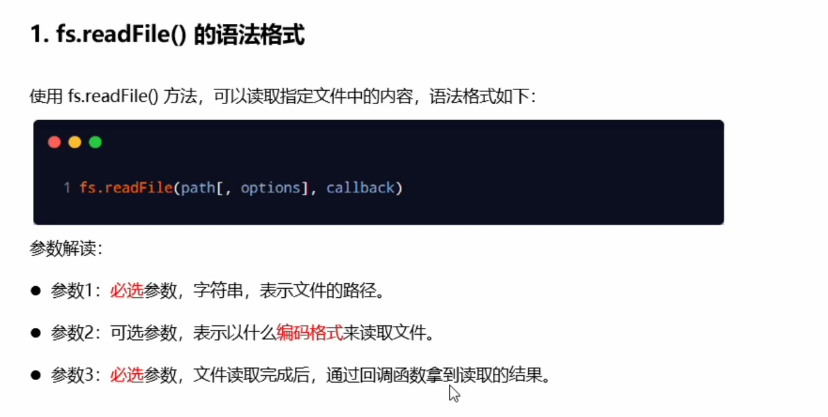 1. fs.readFile() 的语法格式
使用 fs.readFile() 方法，可以读取指定文件中的内容，语法格式如下：
1 fs.readFile(path[, options], callback)
参数解读：
● 参数1：必选参数，字符串，表示文件的路径。
● 参数2：可选参数，表示以什么编码格式来读取文件。
● 参数3：必选参数，文件读取完成后，通过回调函数拿到读取的结果。